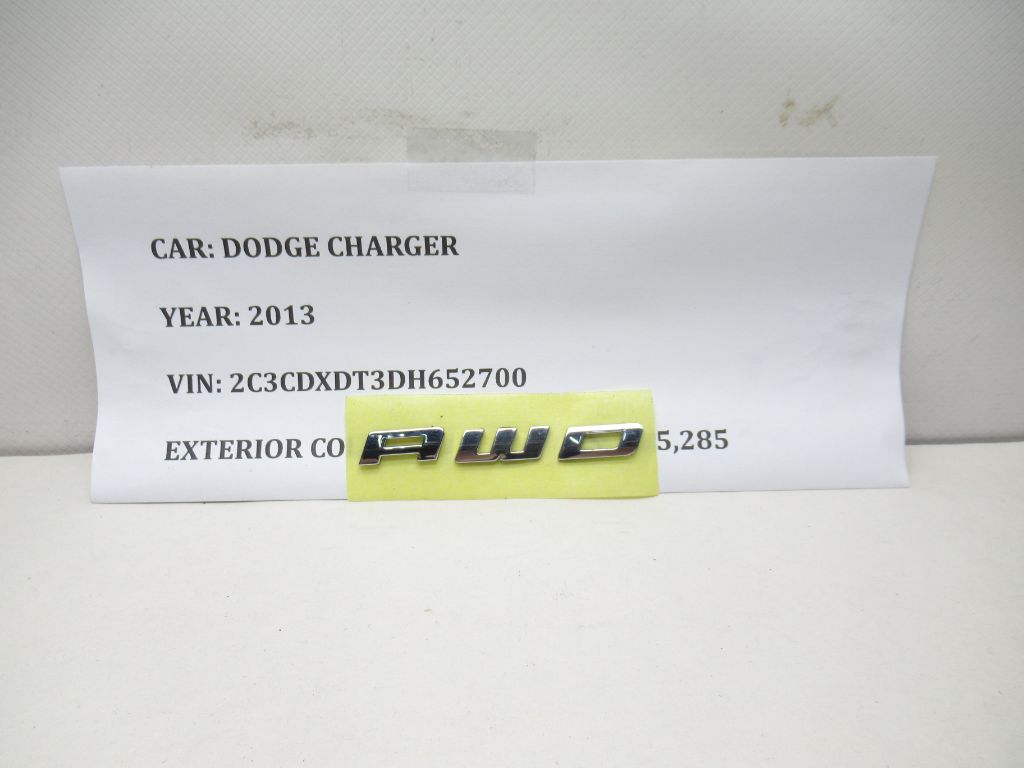 CAR: DODGE CHARGER
YEAR: 2013
VIN: 2C3CDXDT3DH652700
EXTERIOR CO AWD 5,285